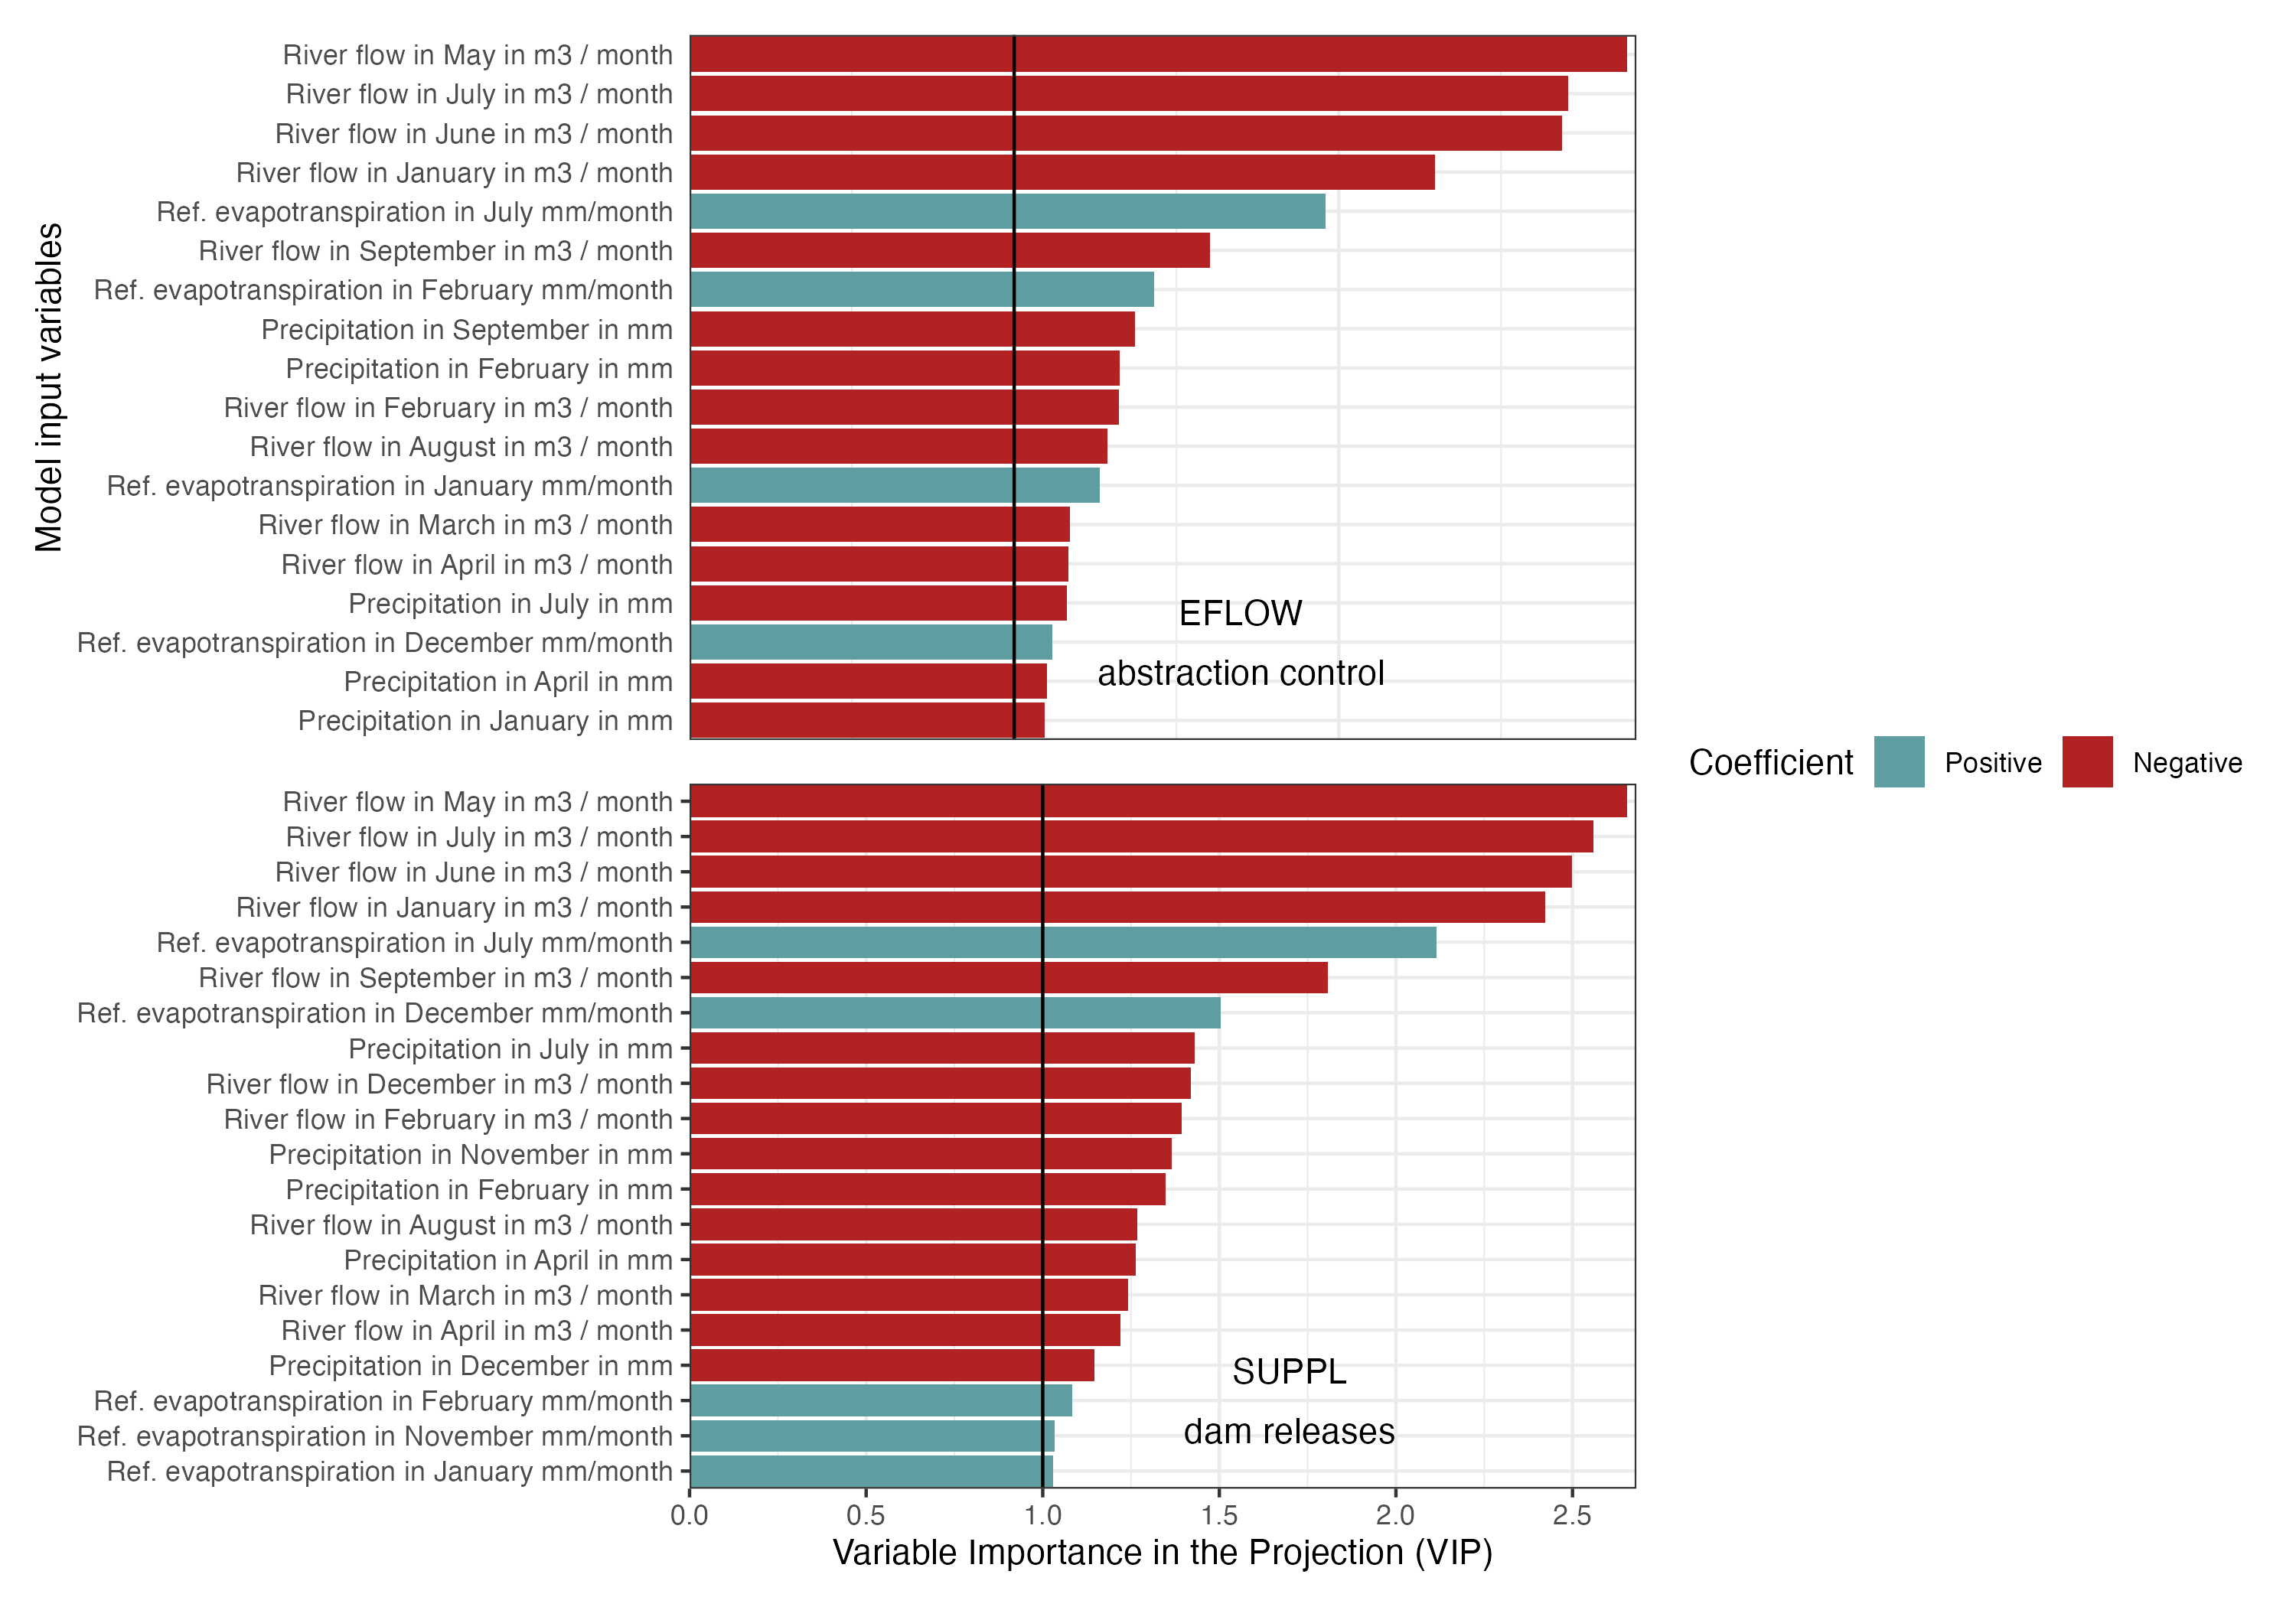 Model input variables
River flow in May in m3 / month
River flow in July in m3 / month
River flow in June in m3 / month
River flow in January in m3 / month
Ref. evapotranspiration in July mm/month
River flow in September in m3 / month
Ref. evapotranspiration in February mm/month
Precipitation in September in mm
Precipitation in February in mm
River flow in February in m3 / month
River flow in August in m3 / month
Ref. evapotranspiration in January mm/month
River flow in March in m3 / month
River flow in April in m3 / month
Precipitation in July in mm
Ref. evapotranspiration in December mm/month
Precipitation in April in mm
Precipitation in January in mm
EFLOW
abstraction control
Coefficient Positive Negative
River flow in May in m3 / month
River flow in July in m3 / month
River flow in June in m3 / month
River flow in January in m3 / month
Ref. evapotranspiration in July mm/month
River flow in September in m3 / month
Ref. evapotranspiration in December mm/month
Precipitation in July in mm
River flow in December in m3 / month
River flow in February in m3 / month
Precipitation in November in mm
Precipitation in February in mm
River flow in August in m3 / month
Precipitation in April in mm
River flow in March in m3 / month
River flow in April in m3 / month
Precipitation in December in mm
Ref. evapotranspiration in February mm/month
Ref. evapotranspiration in November mm/month
Ref. evapotranspiration in January mm/month
SUPPL
dam releases
0.0 0.5 1.0 1.5 2.0 2.5
Variable Importance in the Projection (VIP)